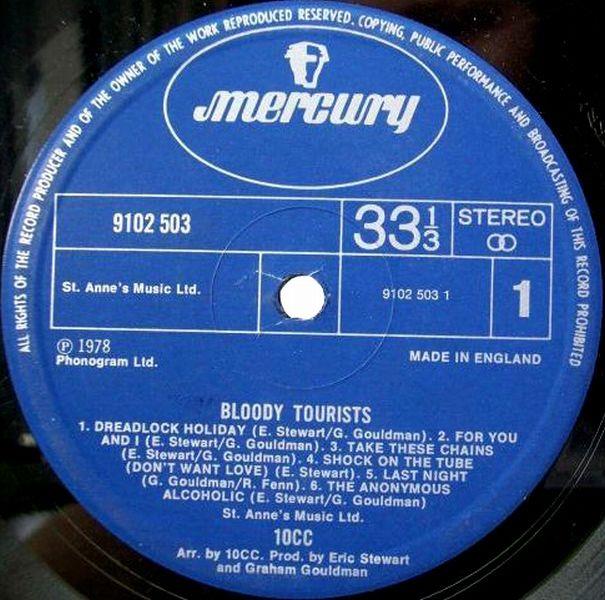 ALL RIGHTS OF THE RECORD PRODUCER AND OF THE OWNER OF THE WORK REPRODUCED RESERVED. COPYING, PUBLIC PERFORMANCE AND BROADCASTING OF THIS RECORD PROHIBITED
mercury
9102 503
33 1/3
STEREO
St. Anne's Music Ltd.
9102 503 1
1
℗ 1978
Phonogram Ltd.
MADE IN ENGLAND
BLOODY TOURISTS
1. DREADLOCK HOLIDAY (E. Stewart/G. Gouldman). 2. FOR YOU
AND I (E. Stewart/G. Gouldman). 3. TAKE THESE CHAINS
(E. Stewart/G. Gouldman). 4. SHOCK ON THE TUBE
(DON'T WANT LOVE) (E. Stewart). 5. LAST NIGHT
(G. Gouldman/R. Fenn). 6. THE ANONYMOUS
ALCOHOLIC (E. Stewart/G. Gouldman)
St. Anne's Music Ltd.
10CC
Arr. by 10CC. Prod. by Eric Stewart
and Graham Gouldman